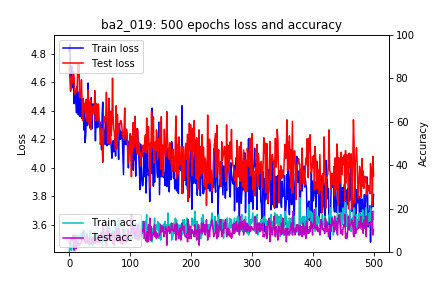 ba2_019: 500 epochs loss and accuracy
Train loss
Test loss
Train acc
Test acc
Loss
4.8
4.6
4.4
4.2
4.0
3.8
3.6
Accuracy
100
80
60
40
20
0
0 100 200 300 400 500